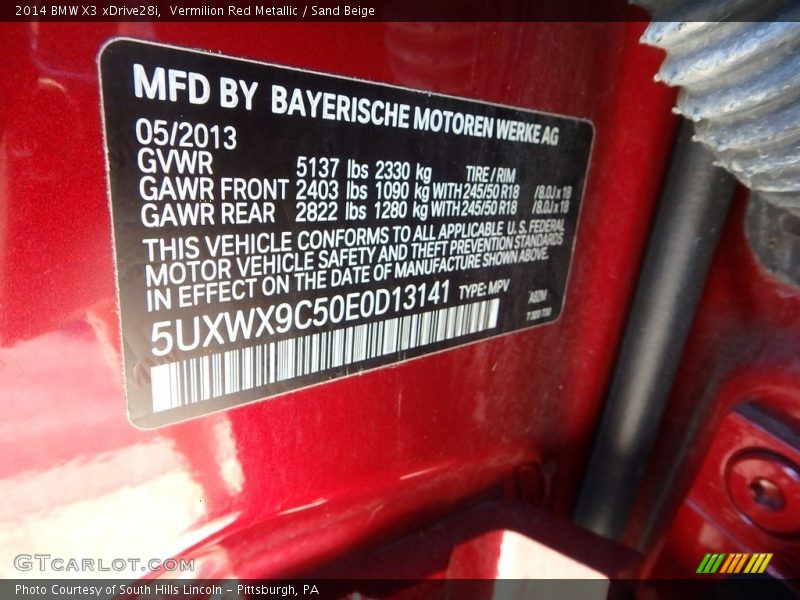 2014 BMW X3 xDrive28i,  Vermilion Red Metallic / Sand Beige
MFD BY BAYERISCHE MOTOREN WERKE AG
05/2013
GVWR 5137 lbs 2330 kg TIRE / RIM
GAWR FRONT 2403 lbs 1090 kg WITH 245/50 R18 /8.0J x 18
GAWR REAR 2822 lbs 1280 kg WITH 245/50 R18 /8.0J x 18
THIS VEHICLE CONFORMS TO ALL APPLICABLE U.S. FEDERAL
MOTOR VEHICLE SAFETY AND THEFT PREVENTION STANDARDS
IN EFFECT ON THE DATE OF MANUFACTURE SHOWN ABOVE.
5UXWX9C50E0D13141 TYPE: MPV
GTCARLOT.COM
Photo Courtesy of South Hills Lincoln - Pittsburgh, PA